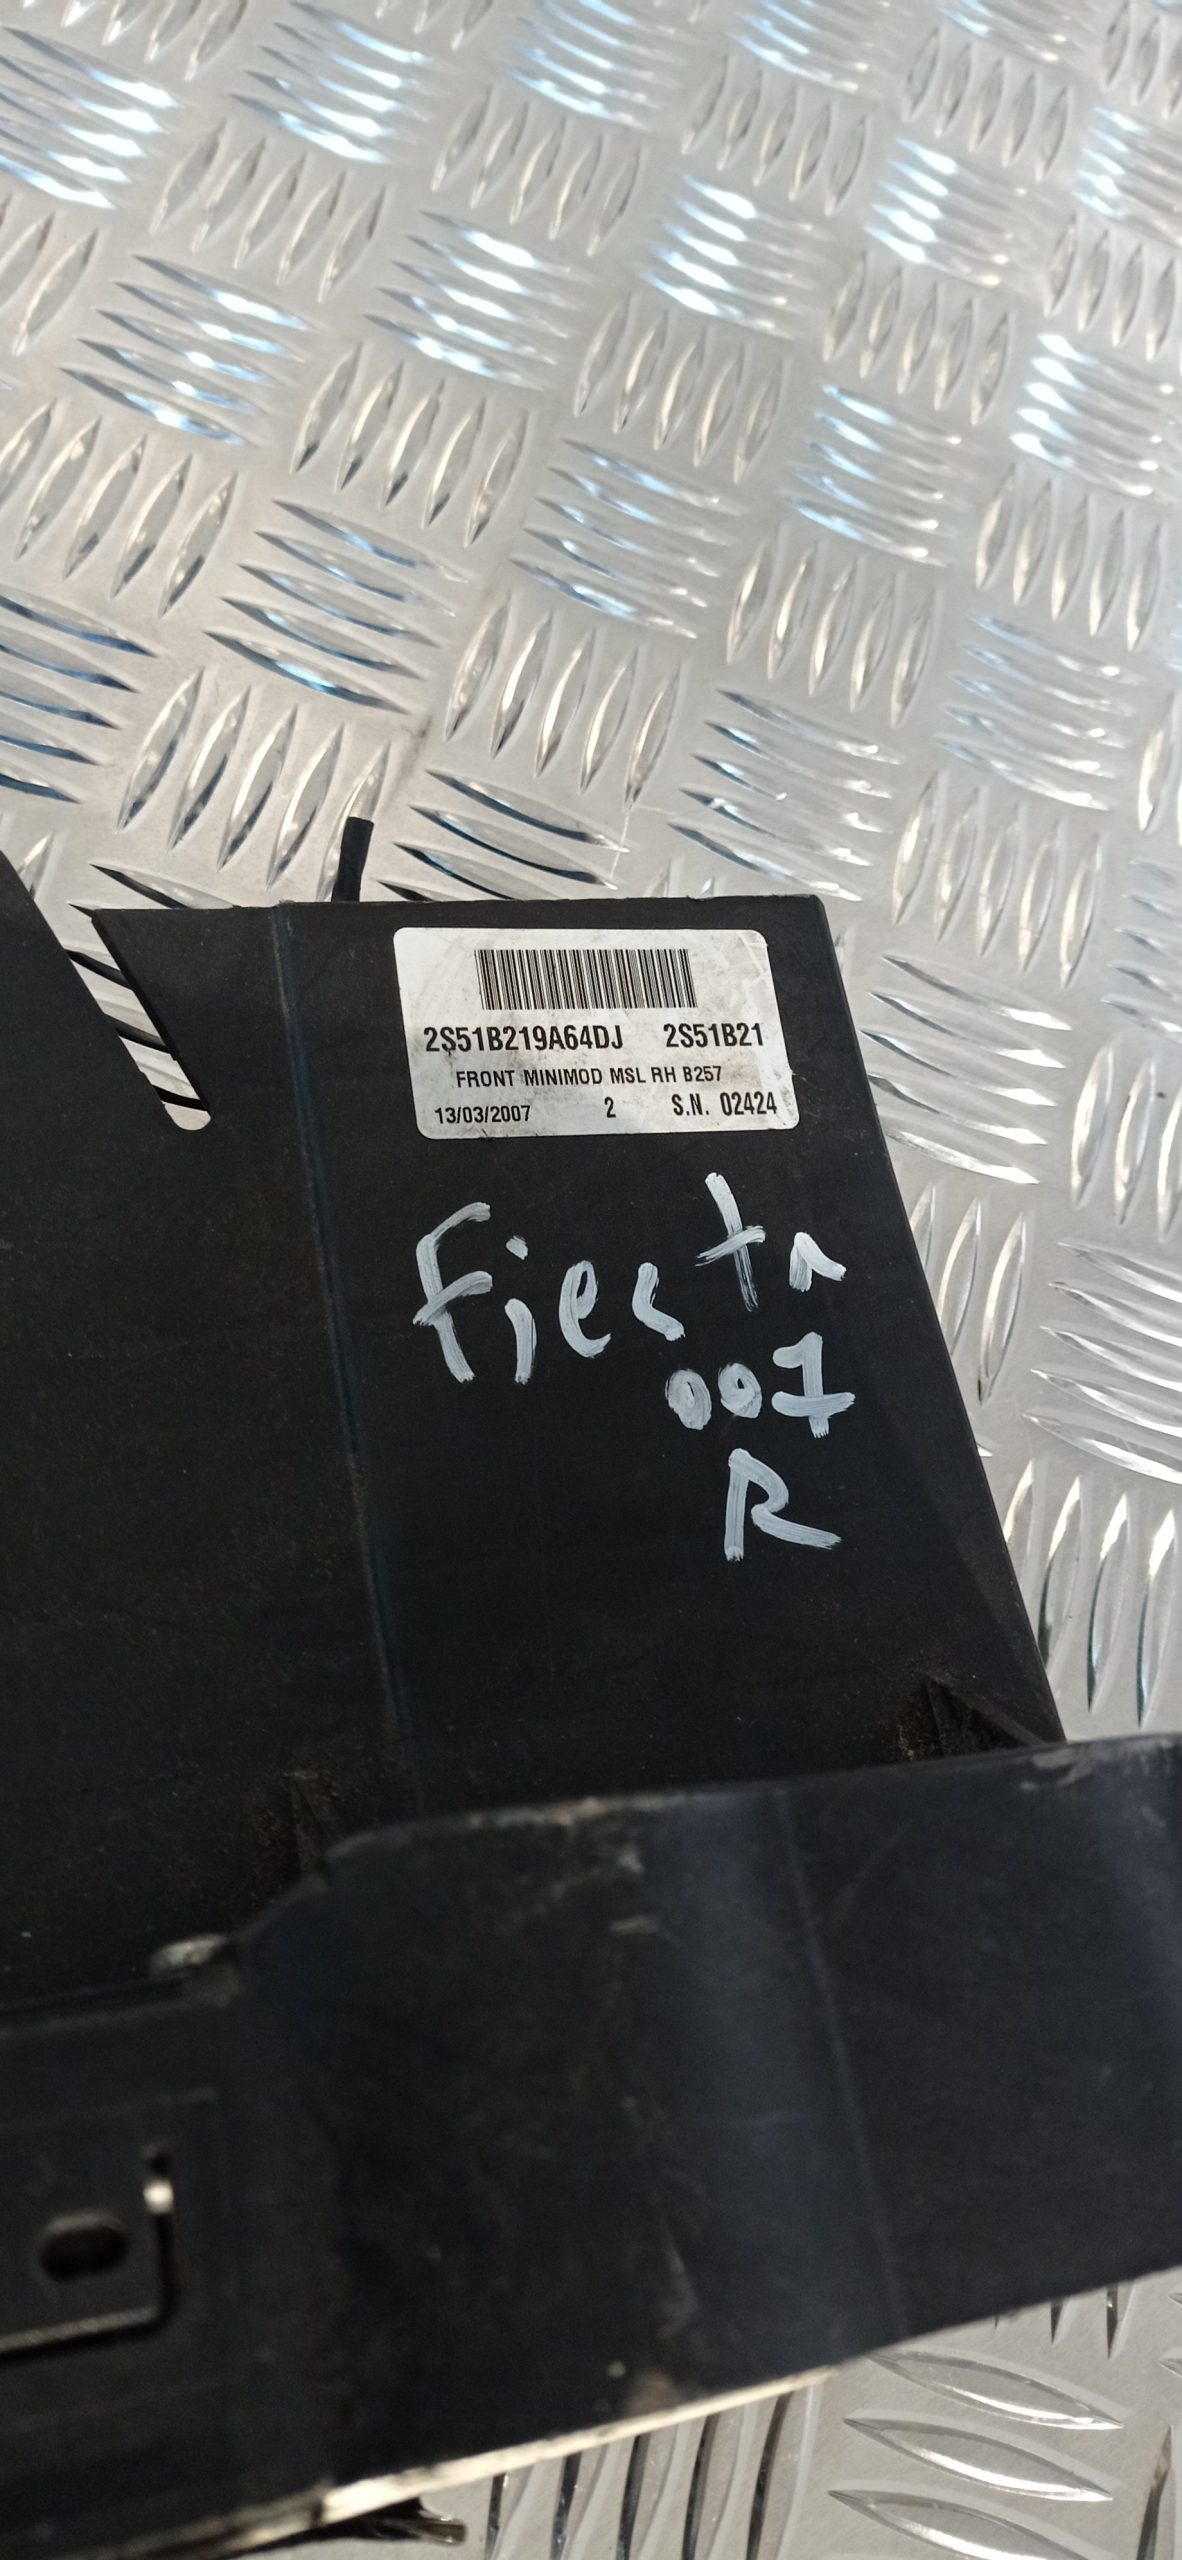 2S51B219A64DJ 2S51B21
FRONT MINIMOD MSL RH B257
13/03/2007 2 S.N. 02424
Fiesta
007
R